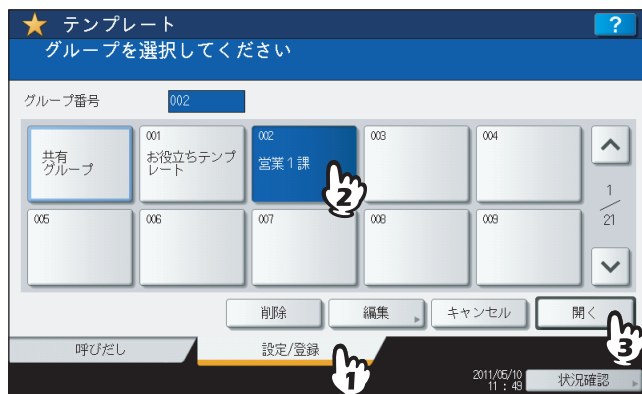 テンプレート
?
グループを選択してください
グループ番号
002
共有
グループ
001
お役立ちテンプ
レート
002
営業1課
003
004
1
21
005
006
007
008
009
2
削除
編集
キャンセル
開く
3
呼びだし
設定/登録
1
2011/05/10
11 : 49
状況確認